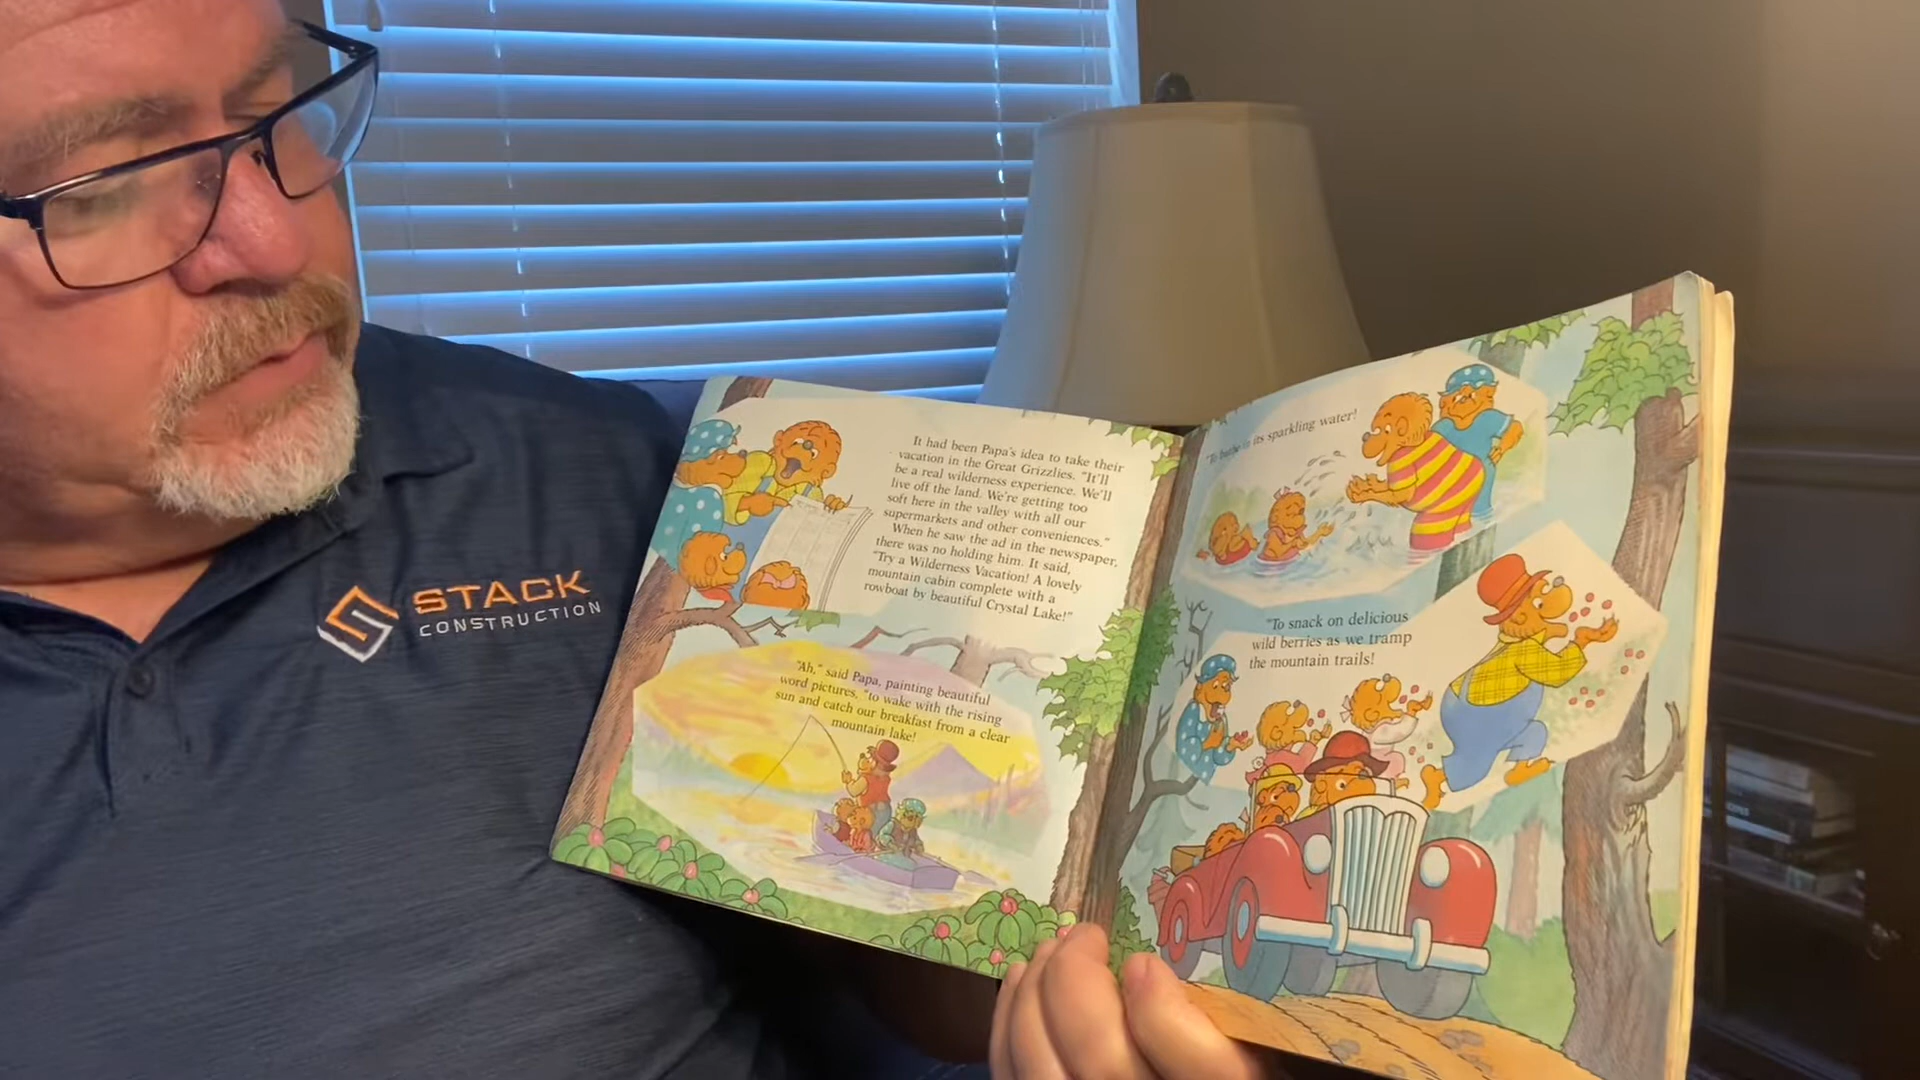 STACK
CONSTRUCTION
It had been Papa's idea to take their
vacation in the Great Grizzlies. "It'll
be a real wilderness experience. We'll
live off the land. We're getting too
soft here in the valley with all our
supermarkets and other conveniences."
When he saw the ad in the newspaper,
there was no holding him. It said,
"Try a Wilderness Vacation! A lovely
mountain cabin complete with a
rowboat by beautiful Crystal Lake!"
"Ah," said Papa, painting beautiful
word pictures, "to wake with the rising
sun and catch our breakfast from a clear
mountain lake!
"To bathe in its sparkling water!
"To snack on delicious
wild berries as we tramp
the mountain trails!